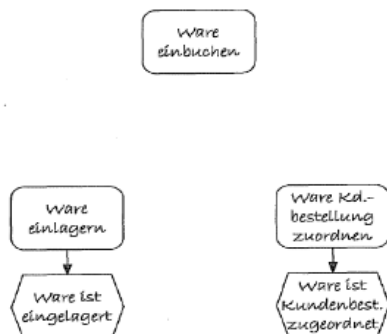 Ware
einbuchen
Ware
einlagern
Ware Kd.-
bestellung
zuordnen
Ware ist
eingelagert
Ware ist
Kundenbest.
zugeordnet